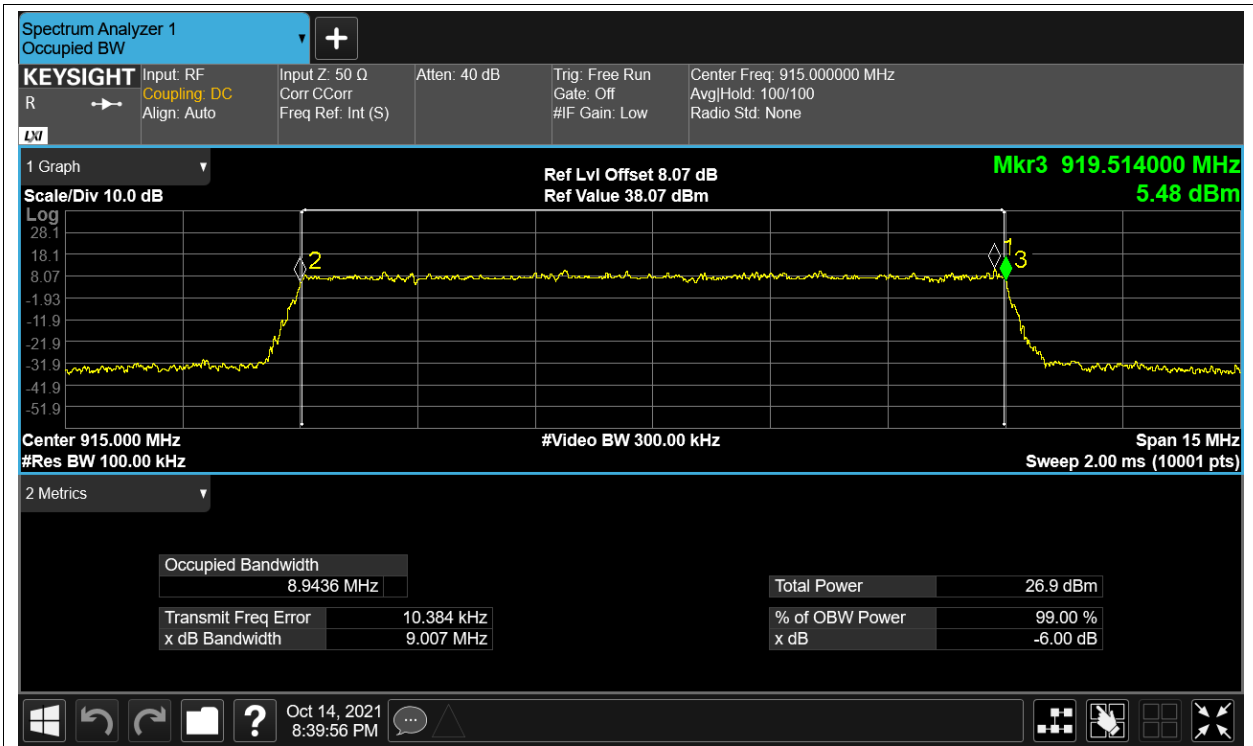 Spectrum Analyzer 1
Occupied BW
+
KEYSIGHT
R
LXI
Input: RF
Coupling: DC
Align: Auto
Input Z: 50 Ω
Corr CCorr
Freq Ref: Int (S)
Atten: 40 dB
Trig: Free Run
Gate: Off
#IF Gain: Low
Center Freq: 915.000000 MHz
Avg|Hold: 100/100
Radio Std: None
1 Graph
Scale/Div 10.0 dB
Ref Lvl Offset 8.07 dB
Ref Value 38.07 dBm
Mkr3 919.514000 MHz
5.48 dBm
Log
28.1
18.1
8.07
-1.93
-11.9
-21.9
-31.9
-41.9
-51.9
2
1
3
Center 915.000 MHz
#Res BW 100.00 kHz
#Video BW 300.00 kHz
Span 15 MHz
Sweep 2.00 ms (10001 pts)
2 Metrics
Occupied Bandwidth
8.9436 MHz
Transmit Freq Error 10.384 kHz
x dB Bandwidth 9.007 MHz
Total Power 26.9 dBm
% of OBW Power 99.00 %
x dB -6.00 dB
?
Oct 14, 2021
8:39:56 PM